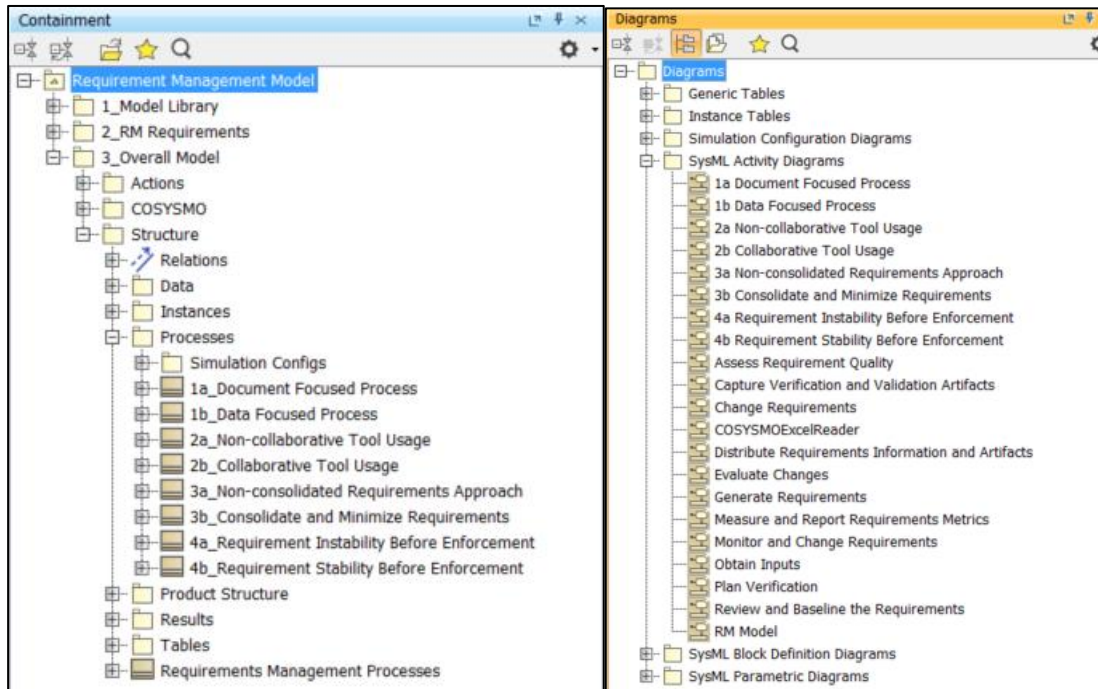 Containment
Requirement Management Model
1_Model Library
2_RM Requirements
3_Overall Model
Actions
COSYSMO
Structure
Relations
Data
Instances
Processes
Simulation Configs
1a_Document Focused Process
1b_Data Focused Process
2a_Non-collaborative Tool Usage
2b_Collaborative Tool Usage
3a_Non-consolidated Requirements Approach
3b_Consolidate and Minimize Requirements
4a_Requirement Instability Before Enforcement
4b_Requirement Stability Before Enforcement
Product Structure
Results
Tables
Requirements Management Processes
Diagrams
Diagrams
Generic Tables
Instance Tables
Simulation Configuration Diagrams
SysML Activity Diagrams
1a Document Focused Process
1b Data Focused Process
2a Non-collaborative Tool Usage
2b Collaborative Tool Usage
3a Non-consolidated Requirements Approach
3b Consolidate and Minimize Requirements
4a Requirement Instability Before Enforcement
4b Requirement Stability Before Enforcement
Assess Requirement Quality
Capture Verification and Validation Artifacts
Change Requirements
COSYSMOExcelReader
Distribute Requirements Information and Artifacts
Evaluate Changes
Generate Requirements
Measure and Report Requirements Metrics
Monitor and Change Requirements
Obtain Inputs
Plan Verification
Review and Baseline the Requirements
RM Model
SysML Block Definition Diagrams
SysML Parametric Diagrams